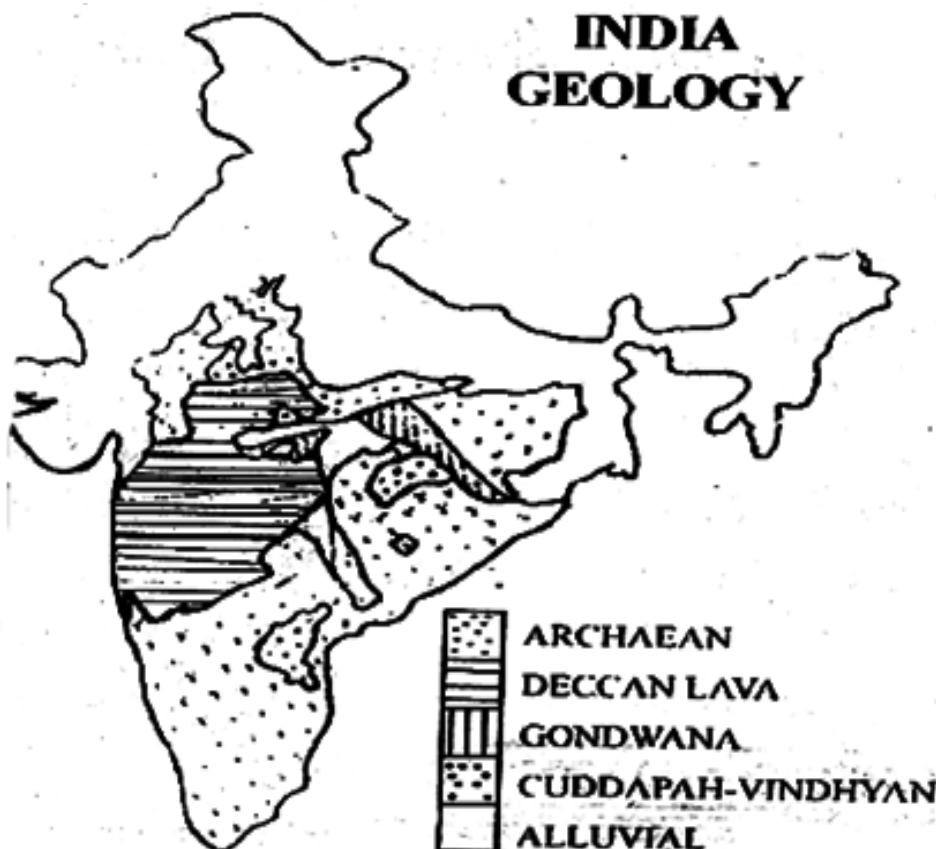 INDIA
GEOLOGY
ARCHAEAN
DECCAN LAVA
GONDWANA
CUDDAPAH-VINDHYAN
ALLUVIAL